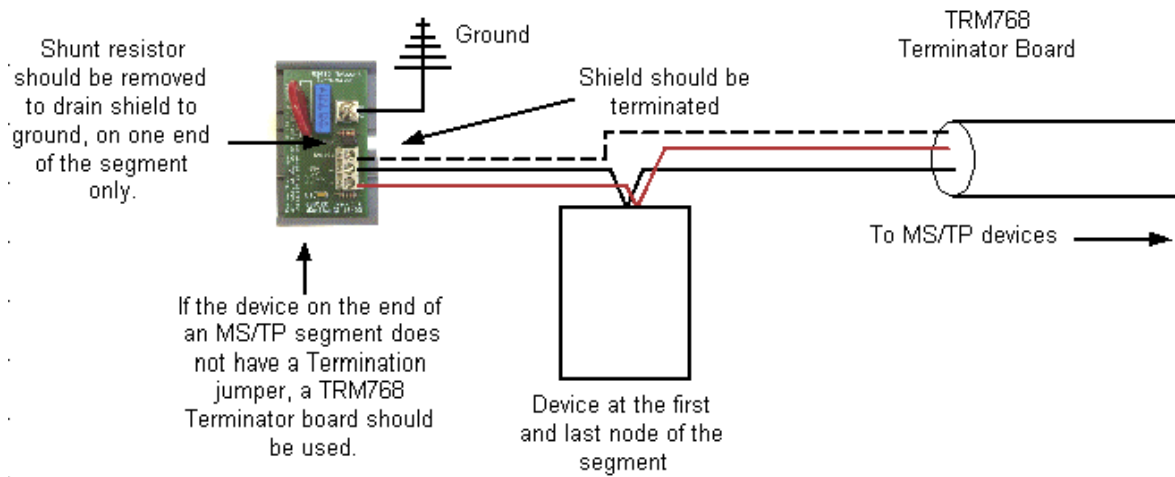 Shunt resistor
should be removed
to drain shield to
ground, on one end
of the segment
only.
Ground
Shield should be
terminated
TRM768
Terminator Board
To MS/TP devices
If the device on the end of
an MS/TP segment does
not have a Termination
jumper, a TRM768
Terminator board should
be used.
Device at the first
and last node of the
segment